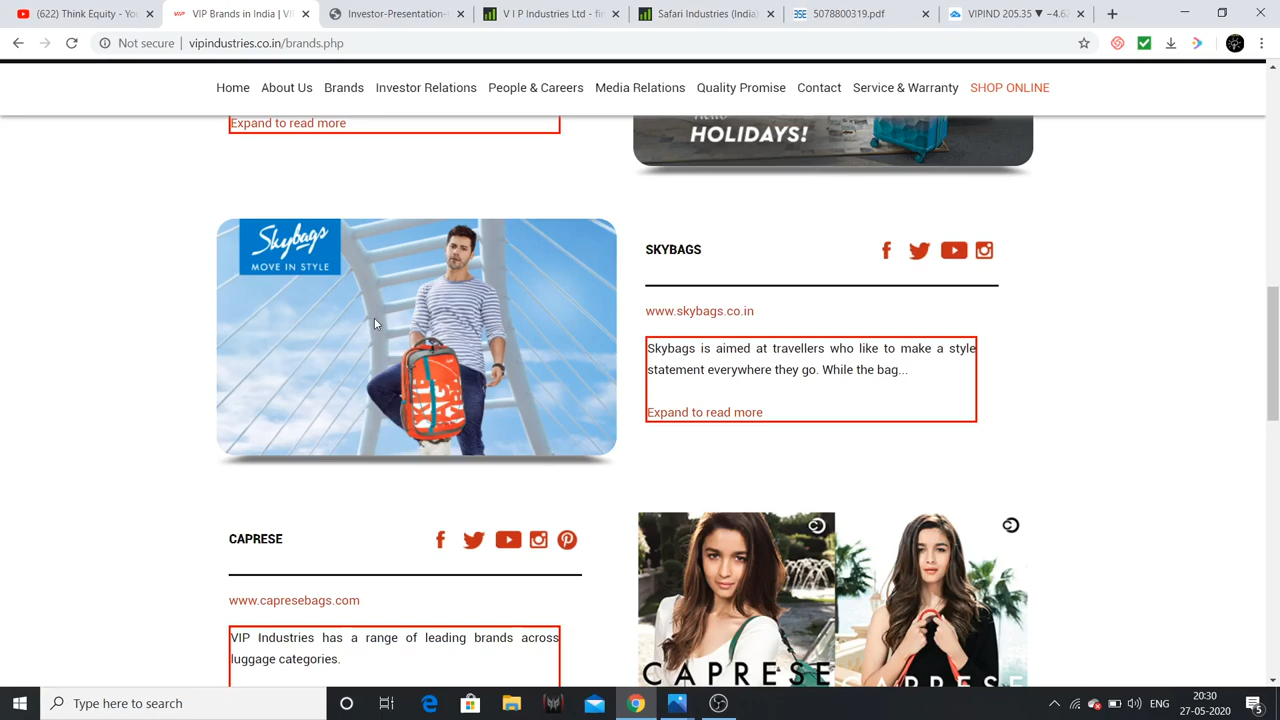 (622) Think Equity - You
VIP Brands in India | VI
Investor-Presentation-
V I P Industries Ltd - fin
Safari Industries (India)
5078800319.pdf
VIPIND 205.35 ▼ −4.62
Not secure | vipindustries.co.in/brands.php
Home About Us Brands Investor Relations People & Careers Media Relations Quality Promise Contact Service & Warranty SHOP ONLINE
Expand to read more
HOLIDAYS!
Skybags
MOVE IN STYLE
SKYBAGS
www.skybags.co.in
Skybags is aimed at travellers who like to make a style
statement everywhere they go. While the bag...
Expand to read more
CAPRESE
www.capresebags.com
VIP Industries has a range of leading brands across
luggage categories.
CAPRESE
CAPRESE
Type here to search
ENG
20:30
27-05-2020
5